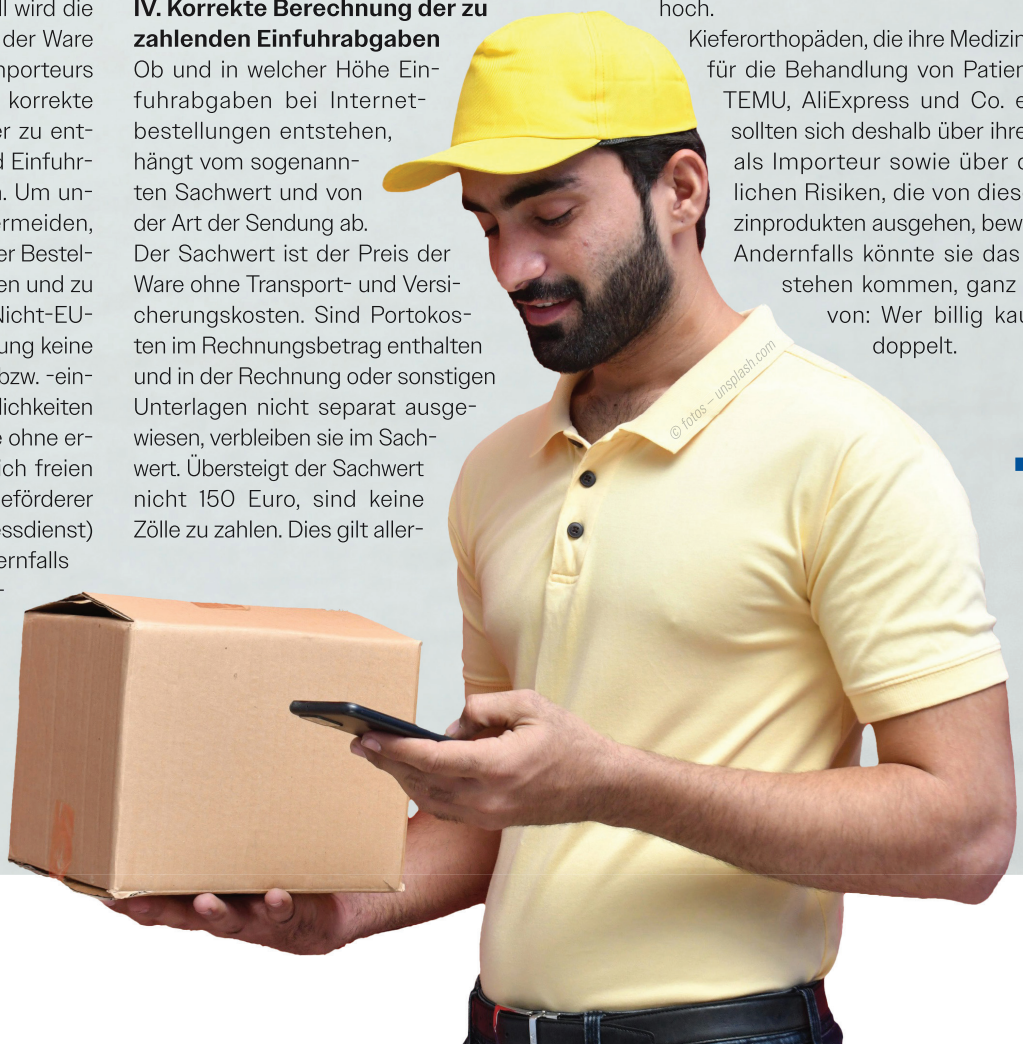 ll wird die
der Ware
mporteurs
korrekte
er zu ent-
d Einfuhr-
n. Um un-
ermeiden,
er Bestel-
en und zu
Nicht-EU-
ung keine
bzw. -ein-
lichkeiten
e ohne er-
ich freien
eförderer
essdienst)
ernfalls
-
IV. Korrekte Berechnung der zu
zahlenden Einfuhrabgaben
Ob und in welcher Höhe Ein-
fuhrabgaben bei Internet-
bestellungen entstehen,
hängt vom sogenann-
ten Sachwert und von
der Art der Sendung ab.
Der Sachwert ist der Preis der
Ware ohne Transport- und Versi-
cherungskosten. Sind Portokos-
ten im Rechnungsbetrag enthalten
und in der Rechnung oder sonstigen
Unterlagen nicht separat ausge-
wiesen, verbleiben sie im Sach-
wert. Übersteigt der Sachwert
nicht 150 Euro, sind keine
Zölle zu zahlen. Dies gilt aller-
hoch.
Kieferorthopäden, die ihre Medizin
für die Behandlung von Patien
TEMU, AliExpress und Co. e
sollten sich deshalb über ihre
als Importeur sowie über d
lichen Risiken, die von dies
zinprodukten ausgehen, bew
Andernfalls könnte sie das
stehen kommen, ganz
von: Wer billig kau
doppelt.
© fotos – unsplash.com